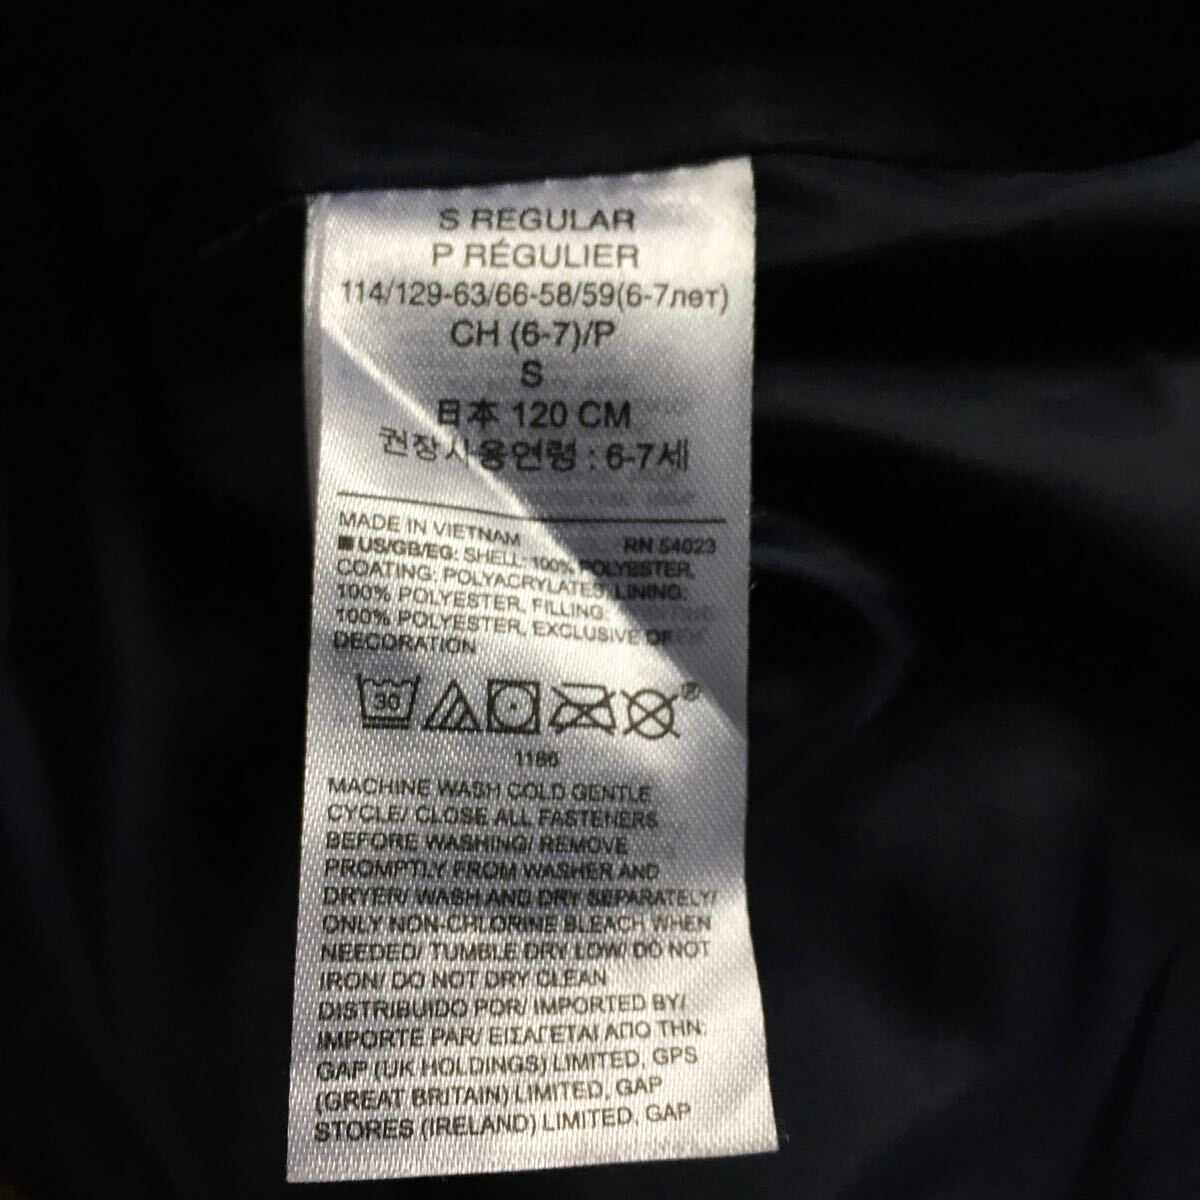 S REGULAR
P RÉGULIER
114/129-63/66-58/59(6-7лет)
CH (6-7)/P
S
日本 120 CM
권장사용연령 : 6-7세
MADE IN VIETNAM RN 54023
US/GB/EG: SHELL: 100% POLYESTER,
COATING: POLYACRYLATES, LINING:
100% POLYESTER, FILLING:
100% POLYESTER, EXCLUSIVE OF
DECORATION
30
®
1186
MACHINE WASH COLD GENTLE
CYCLE/ CLOSE ALL FASTENERS
BEFORE WASHING/ REMOVE
PROMPTLY FROM WASHER AND
DRYER/ WASH AND DRY SEPARATELY/
ONLY NON-CHLORINE BLEACH WHEN
NEEDED/ TUMBLE DRY LOW/ DO NOT
IRON/ DO NOT DRY CLEAN
DISTRIBUIDO POR/ IMPORTED BY/
IMPORTE PAR/ ΕΙΣΑΓΕΤΑΙ ΑΠΟ ΤΗΝ:
GAP (UK HOLDINGS) LIMITED, GPS
(GREAT BRITAIN) LIMITED, GAP
STORES (IRELAND) LIMITED, GAP